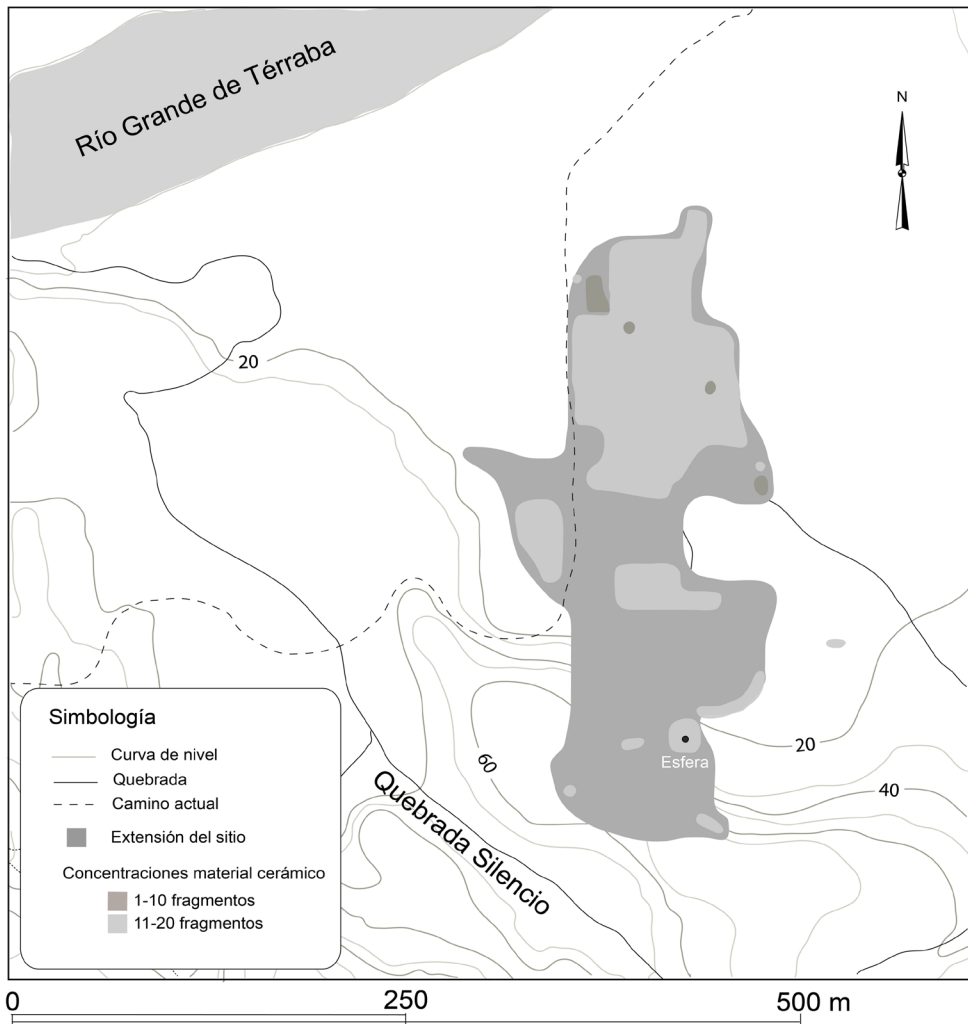 Río Grande de Térraba
N
20
60
Esfera
20
40
Quebrada Silencio
Simbología
Curva de nivel
Quebrada
Camino actual
Extensión del sitio
Concentraciones material cerámico
1-10 fragmentos
11-20 fragmentos
0 250 500 m